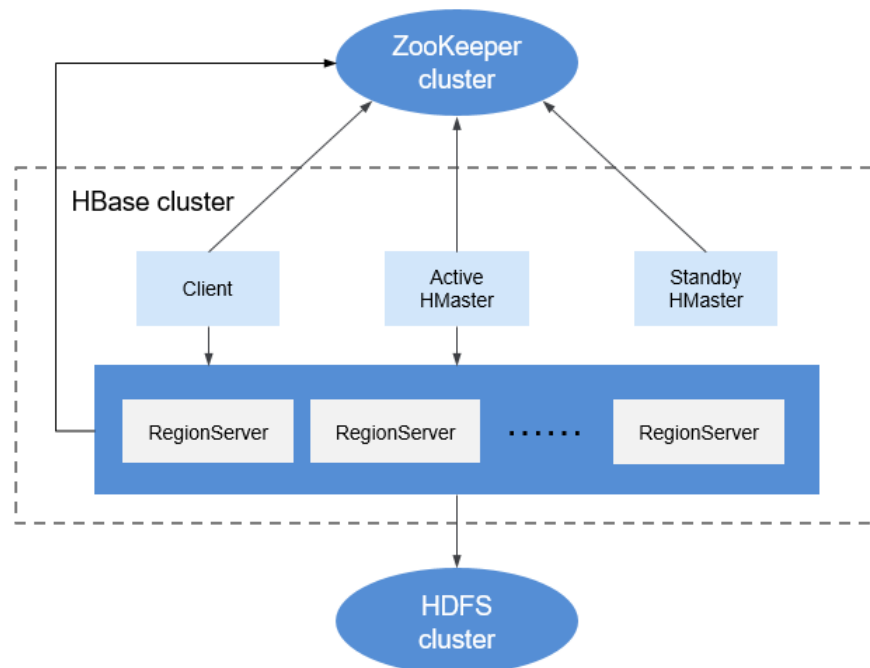 ZooKeeper
cluster
HBase cluster
Client
Active
HMaster
Standby
HMaster
RegionServer
RegionServer
......
RegionServer
HDFS
cluster